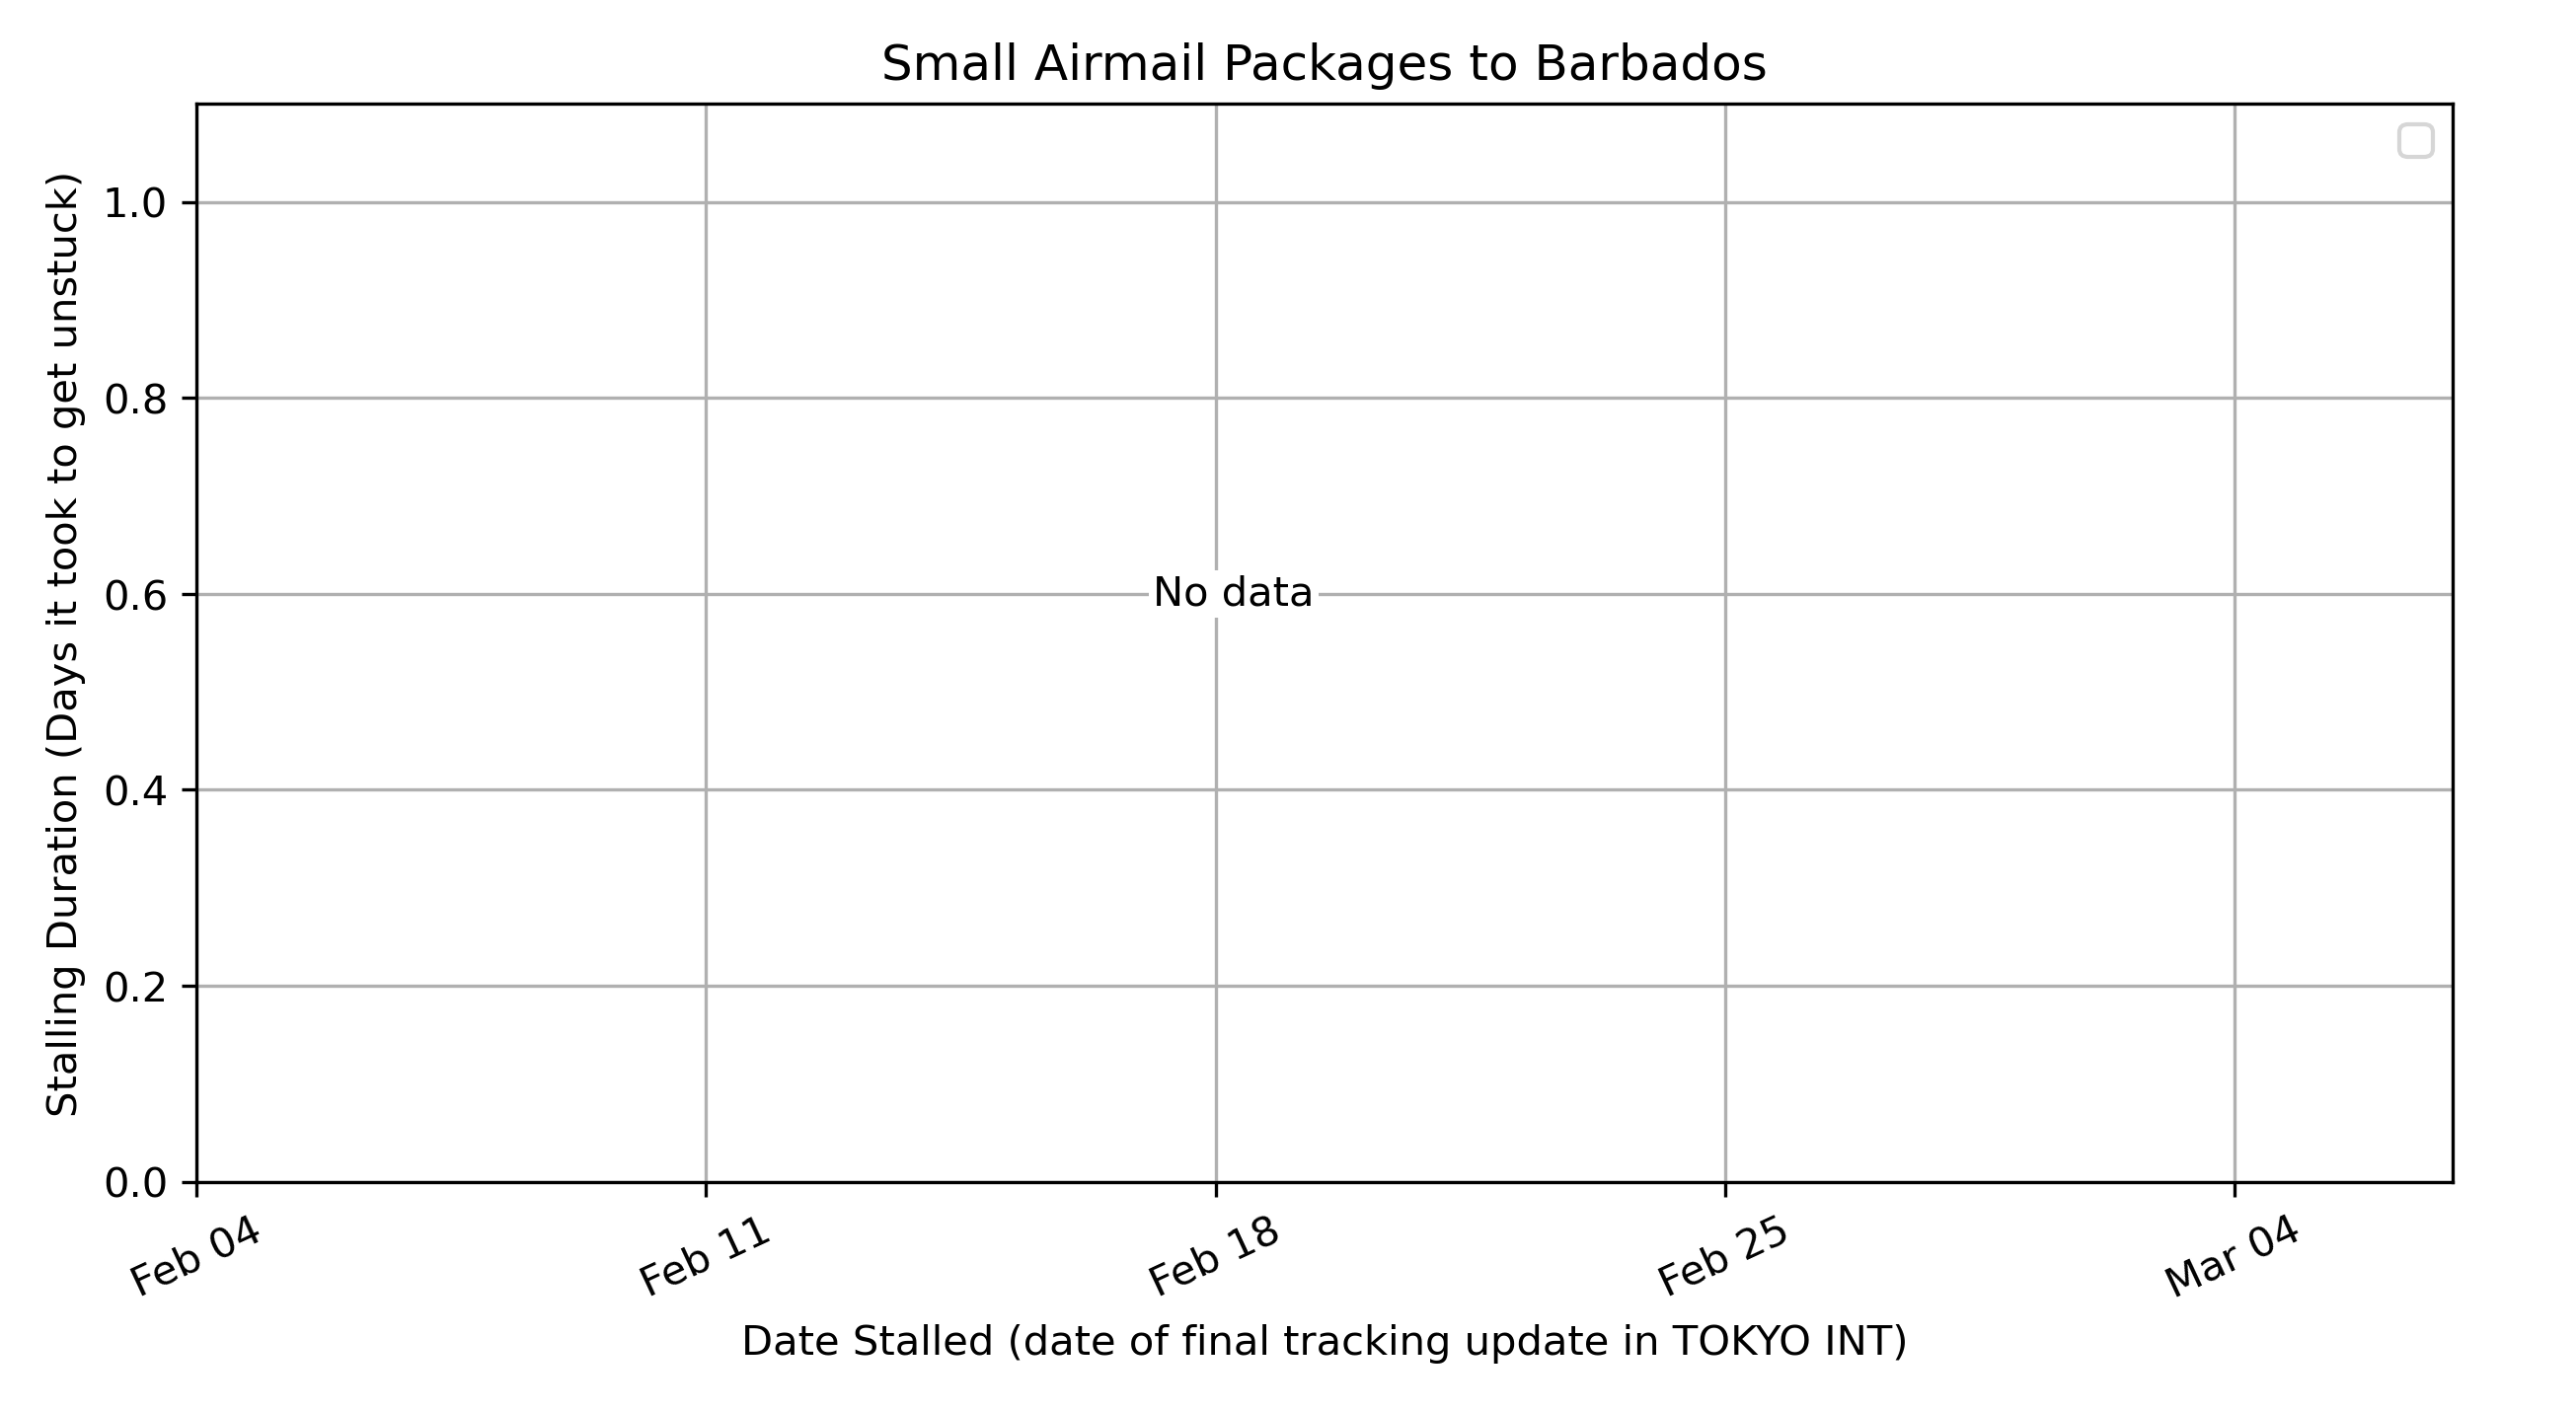 Small Airmail Packages to Barbados
Stalling Duration (Days it took to get unstuck)
1.0
0.8
0.6
0.4
0.2
0.0
No data
Feb 04
Feb 11
Feb 18
Feb 25
Mar 04
Date Stalled (date of final tracking update in TOKYO INT)